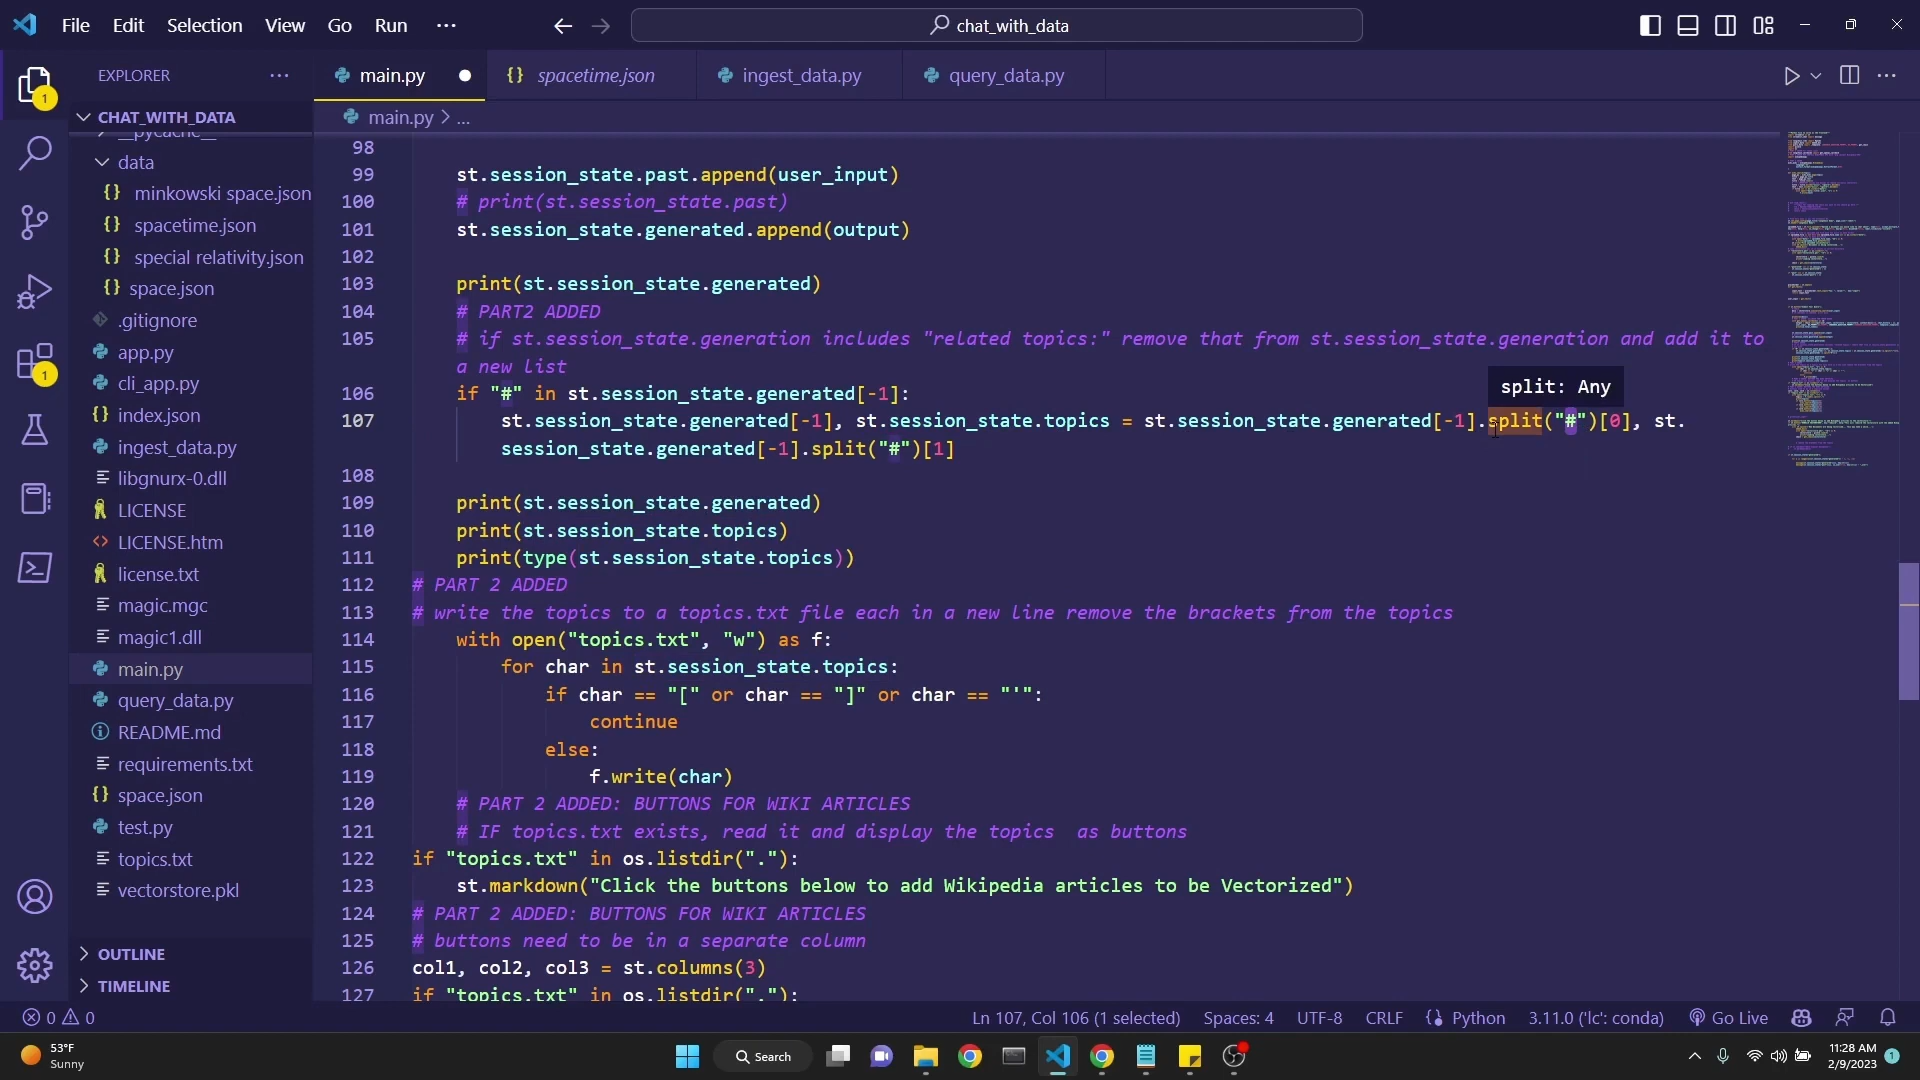 File Edit Selection View Go Run ···
chat_with_data
EXPLORER
main.py
spacetime.json
ingest_data.py
query_data.py
CHAT_WITH_DATA
main.py > ...
__pycache__
data
minkowski space.json
spacetime.json
special relativity.json
space.json
.gitignore
app.py
cli_app.py
index.json
ingest_data.py
libgnurx-0.dll
LICENSE
LICENSE.htm
license.txt
magic.mgc
magic1.dll
main.py
query_data.py
README.md
requirements.txt
space.json
test.py
topics.txt
vectorstore.pkl
OUTLINE
TIMELINE
1
1
98
99 st.session_state.past.append(user_input)
100 # print(st.session_state.past)
101 st.session_state.generated.append(output)
102
103 print(st.session_state.generated)
104 # PART2 ADDED
105 # if st.session_state.generation includes "related topics:" remove that from st.session_state.generation and add it to
a new list
split: Any
106 if "#" in st.session_state.generated[-1]:
107 st.session_state.generated[-1], st.session_state.topics = st.session_state.generated[-1].split("#")[0], st.
session_state.generated[-1].split("#")[1]
108
109 print(st.session_state.generated)
110 print(st.session_state.topics)
111 print(type(st.session_state.topics))
112 # PART 2 ADDED
113 # write the topics to a topics.txt file each in a new line remove the brackets from the topics
114 with open("topics.txt", "w") as f:
115 for char in st.session_state.topics:
116 if char == "[" or char == "]" or char == "'":
117 continue
118 else:
119 f.write(char)
120 # PART 2 ADDED: BUTTONS FOR WIKI ARTICLES
121 # IF topics.txt exists, read it and display the topics  as buttons
122 if "topics.txt" in os.listdir("."):
123 st.markdown("Click the buttons below to add Wikipedia articles to be Vectorized")
124 # PART 2 ADDED: BUTTONS FOR WIKI ARTICLES
125 # buttons need to be in a separate column
126 col1, col2, col3 = st.columns(3)
127 if "topics.txt" in os.listdir("."):
0 0
Ln 107, Col 106 (1 selected) Spaces: 4 UTF-8 CRLF Python 3.11.0 ('lc': conda) Go Live
53°F
Sunny
Search
11:28 AM
2/9/2023
1